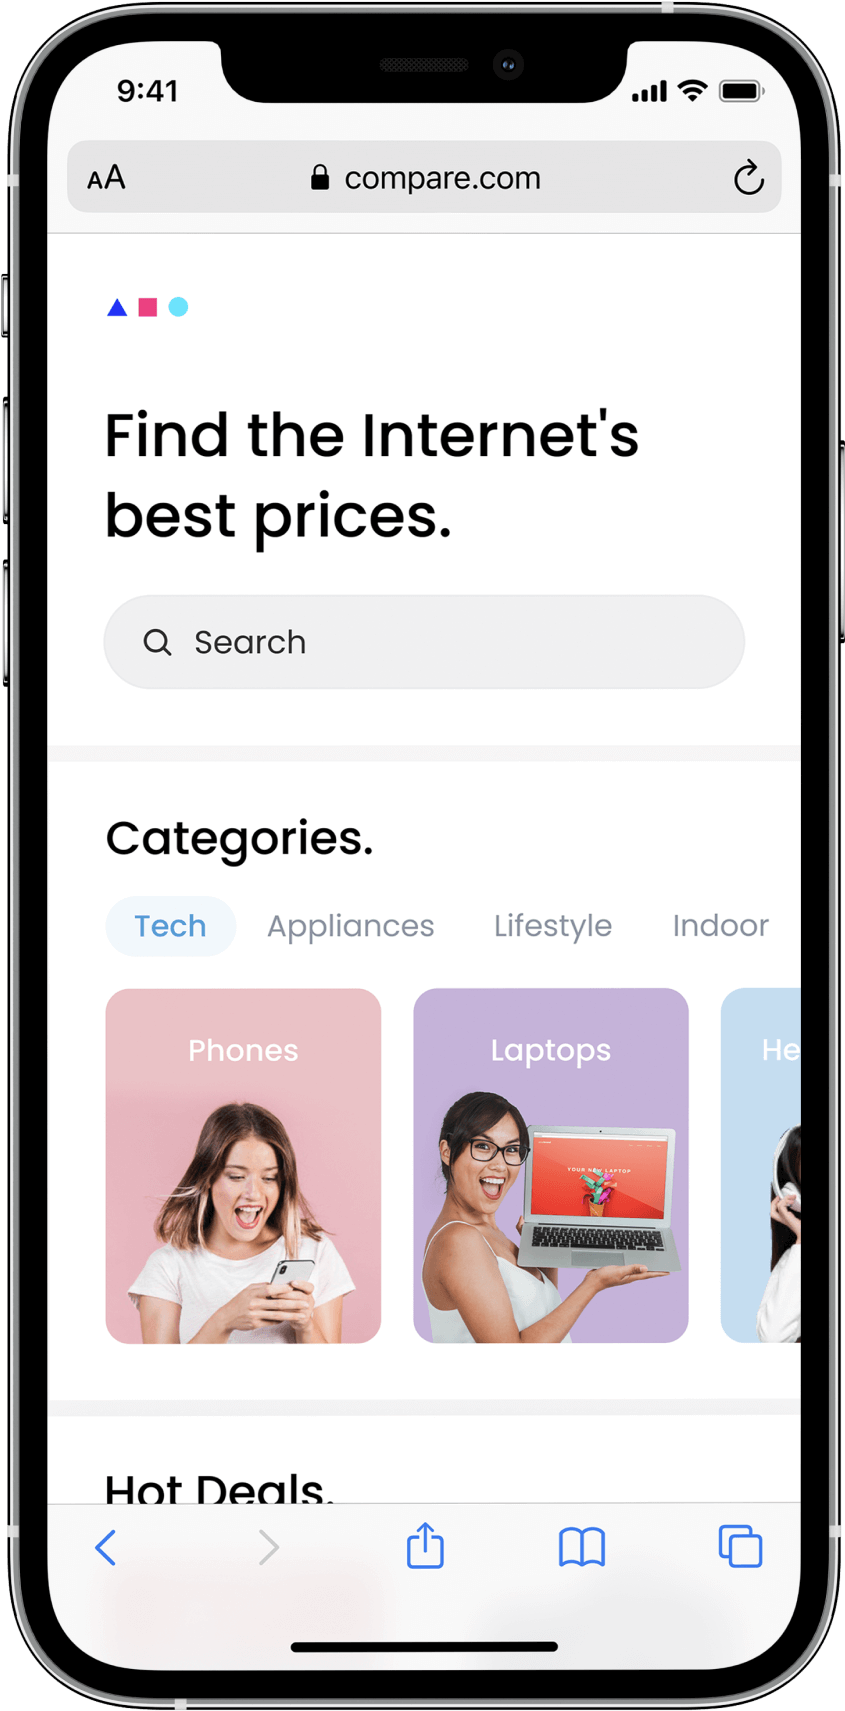 9:41
AA compare.com
Find the Internet's
best prices.
Search
Categories.
Tech Appliances Lifestyle Indoor
Phones Laptops He
YOUR NEW LAPTOP
Hot Deals.